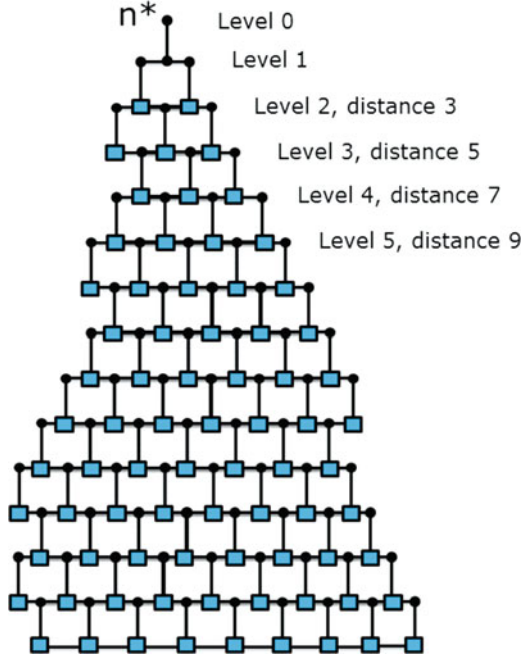 n*
Level 0
Level 1
Level 2, distance 3
Level 3, distance 5
Level 4, distance 7
Level 5, distance 9